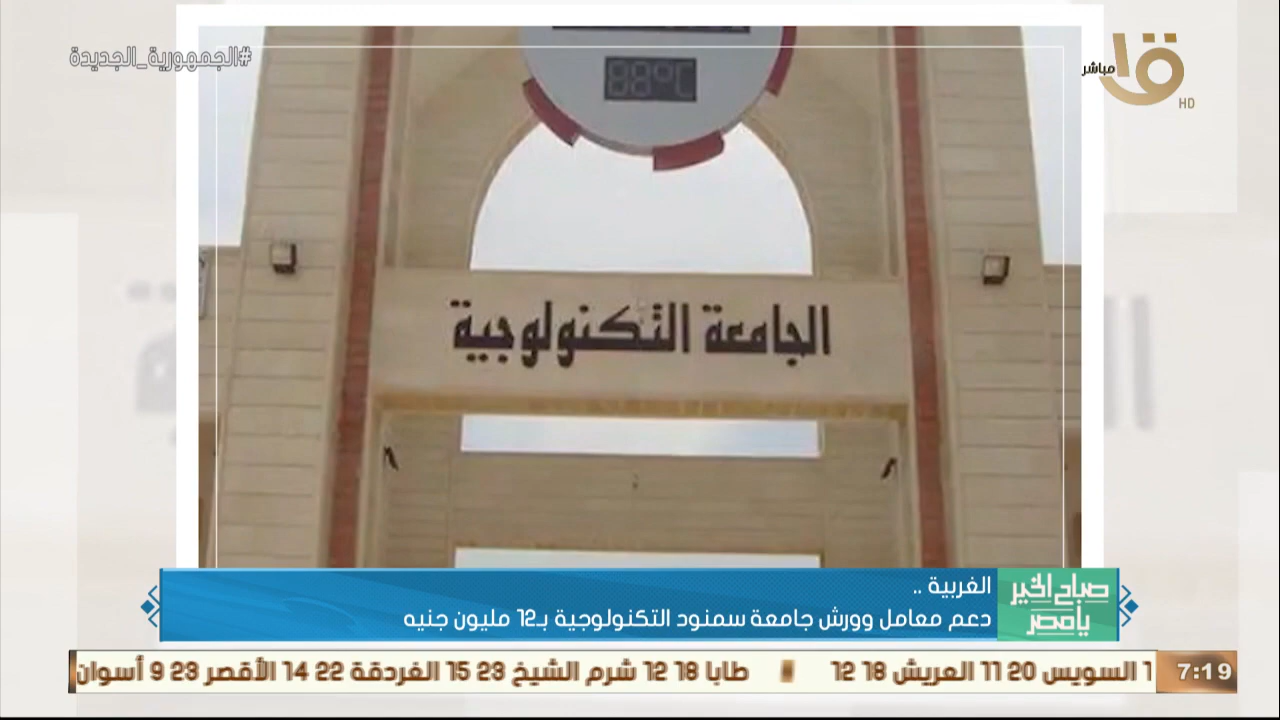 #الجمهورية_الجديدة
مباشر
HD
88°C
الجامعة التكنولوجية
صباح الخير
يا مصر
الغربية ..
دعم معامل وورش جامعة سمنود التكنولوجية بـ12 مليون جنيه
7:19
السويس 20 11 العريش 18 12 طابا 18 12 شرم الشيخ 23 15 الغردقة 22 14 الأقصر 23 9 أسوان